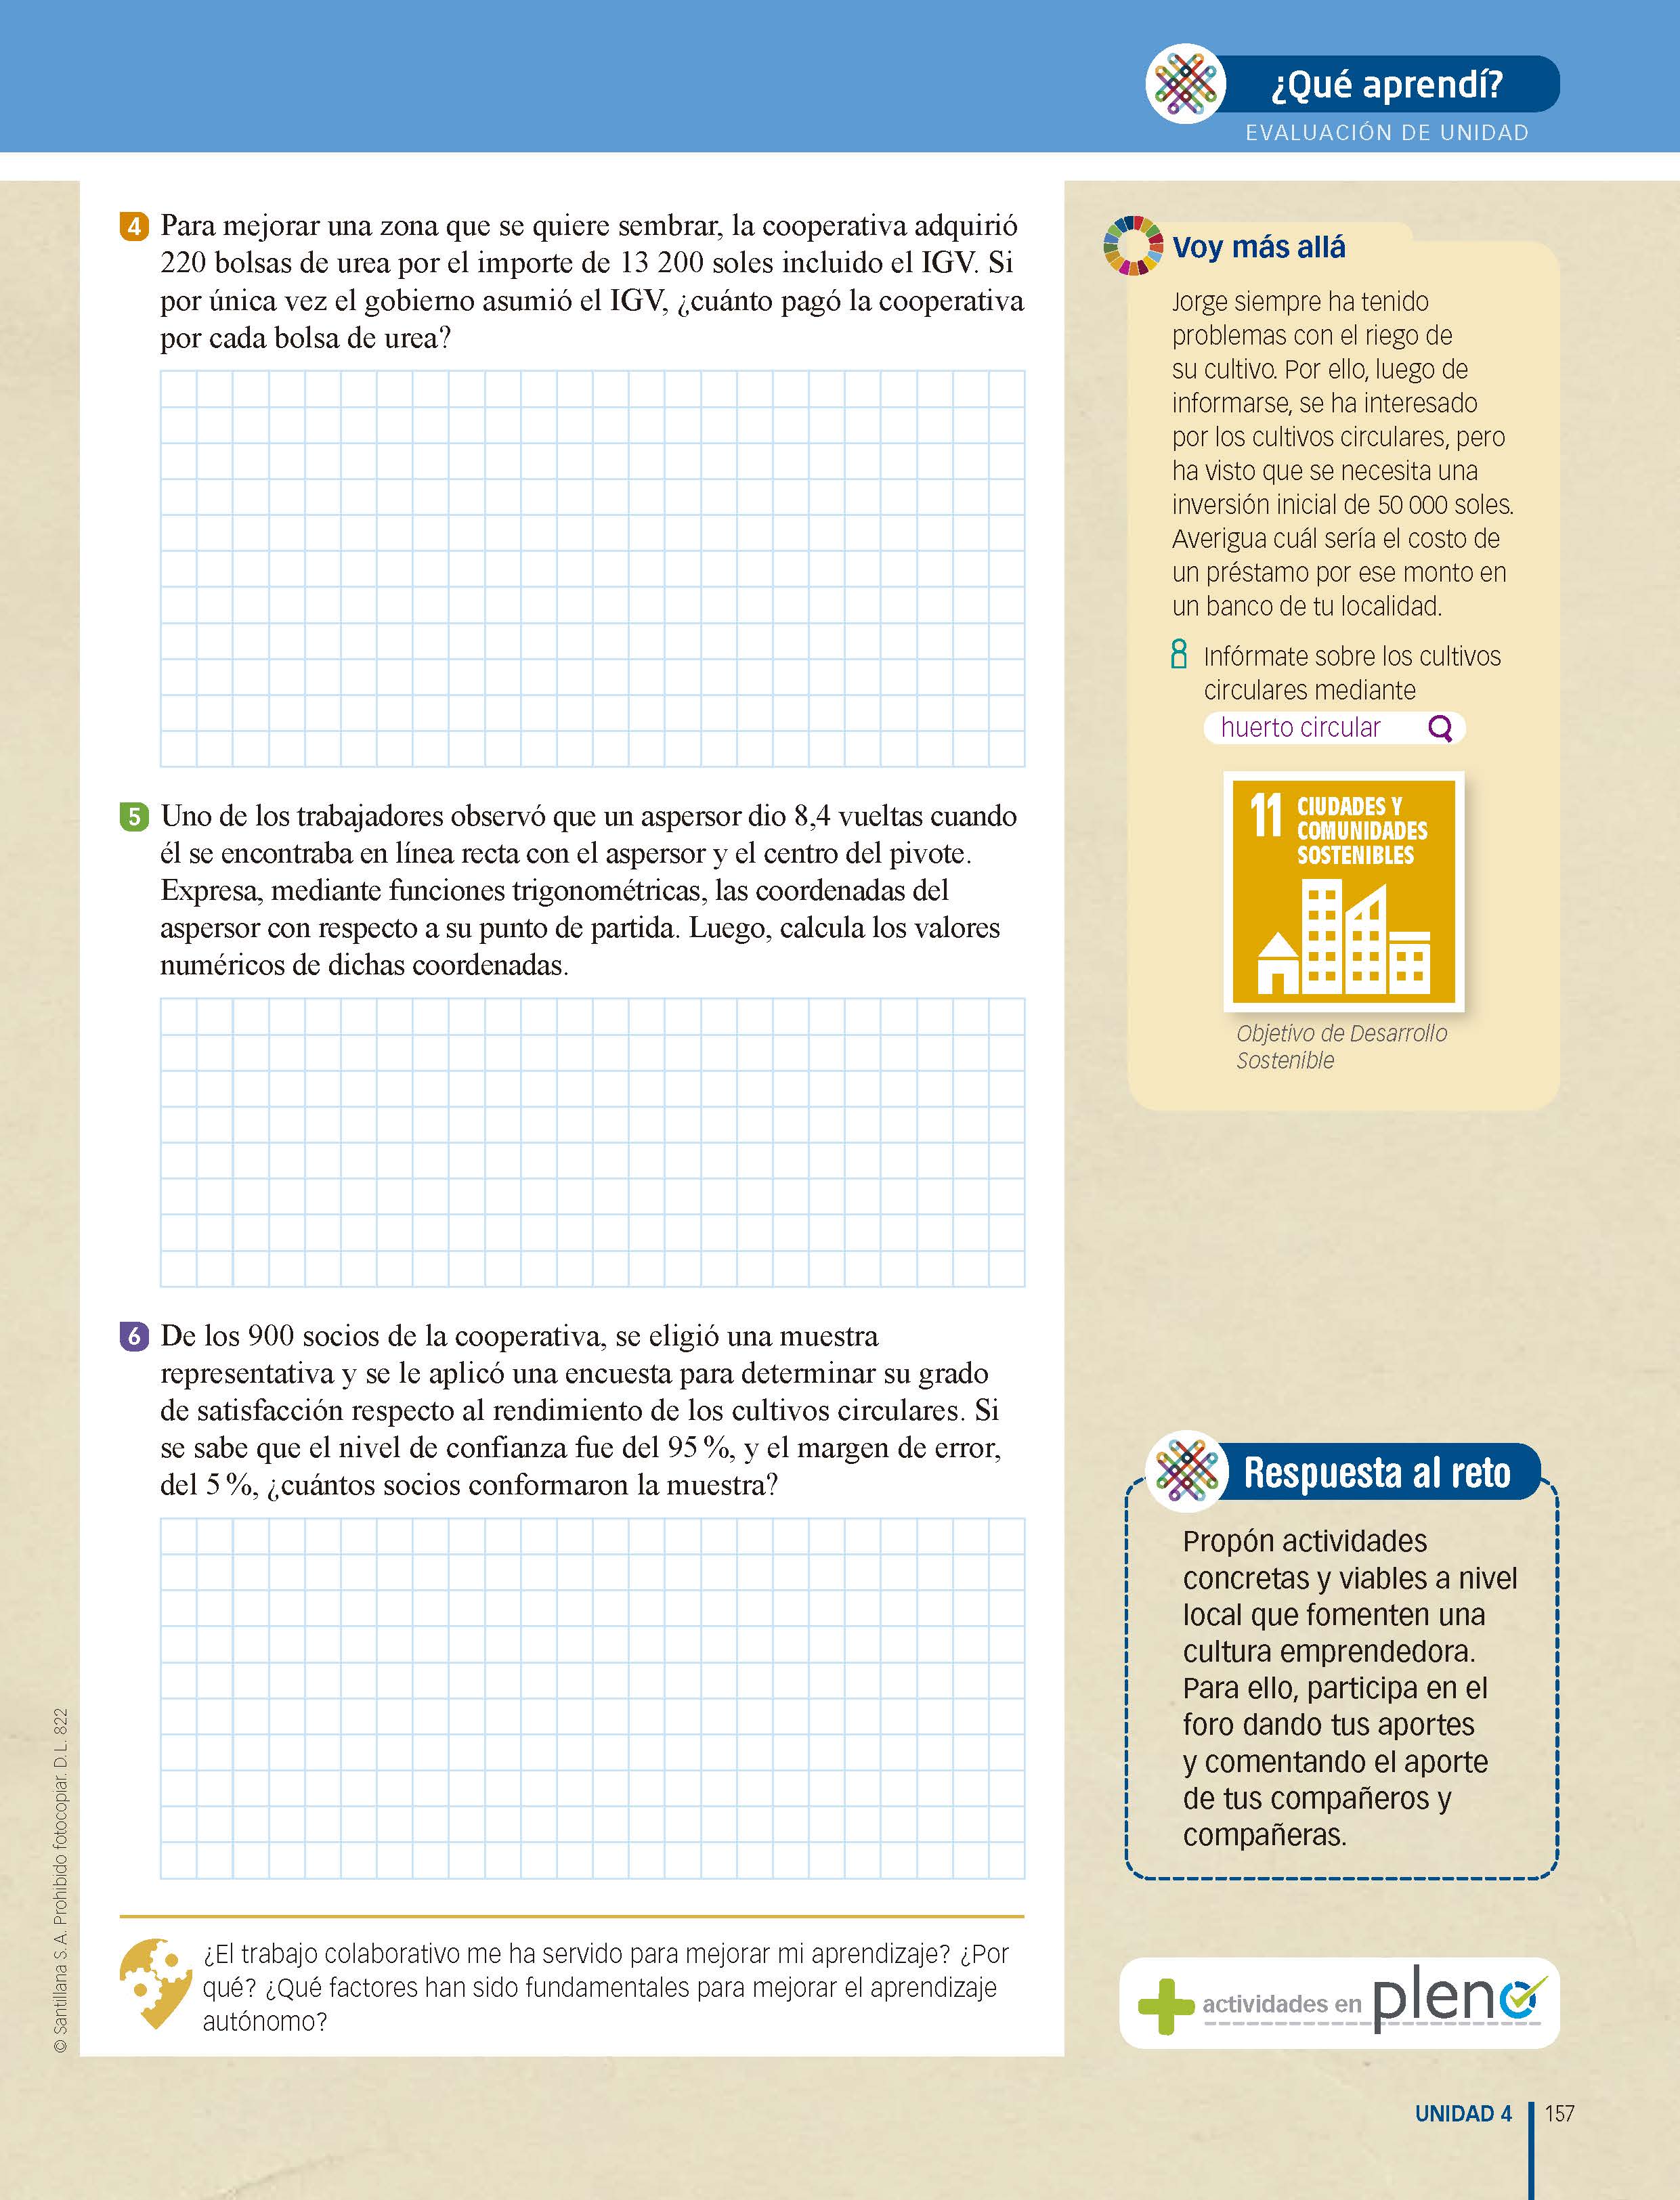 ¿Qué aprendí?
EVALUACIÓN DE UNIDAD
4 Para mejorar una zona que se quiere sembrar, la cooperativa adquirió
220 bolsas de urea por el importe de 13 200 soles incluido el IGV. Si
por única vez el gobierno asumió el IGV, ¿cuánto pagó la cooperativa
por cada bolsa de urea?
5 Uno de los trabajadores observó que un aspersor dio 8,4 vueltas cuando
él se encontraba en línea recta con el aspersor y el centro del pivote.
Expresa, mediante funciones trigonométricas, las coordenadas del
aspersor con respecto a su punto de partida. Luego, calcula los valores
numéricos de dichas coordenadas.
6 De los 900 socios de la cooperativa, se eligió una muestra
representativa y se le aplicó una encuesta para determinar su grado
de satisfacción respecto al rendimiento de los cultivos circulares. Si
se sabe que el nivel de confianza fue del 95 %, y el margen de error,
del 5 %, ¿cuántos socios conformaron la muestra?
¿El trabajo colaborativo me ha servido para mejorar mi aprendizaje? ¿Por
qué? ¿Qué factores han sido fundamentales para mejorar el aprendizaje
autónomo?
Voy más allá
Jorge siempre ha tenido
problemas con el riego de
su cultivo. Por ello, luego de
informarse, se ha interesado
por los cultivos circulares, pero
ha visto que se necesita una
inversión inicial de 50 000 soles.
Averigua cuál sería el costo de
un préstamo por ese monto en
un banco de tu localidad.
Infórmate sobre los cultivos
circulares mediante
huerto circular
11 CIUDADES Y
COMUNIDADES
SOSTENIBLES
Objetivo de Desarrollo
Sostenible
Respuesta al reto
Propón actividades
concretas y viables a nivel
local que fomenten una
cultura emprendedora.
Para ello, participa en el
foro dando tus aportes
y comentando el aporte
de tus compañeros y
compañeras.
actividades en pleno
© Santillana S. A. Prohibido fotocopiar. D. L. 822
UNIDAD 4 157